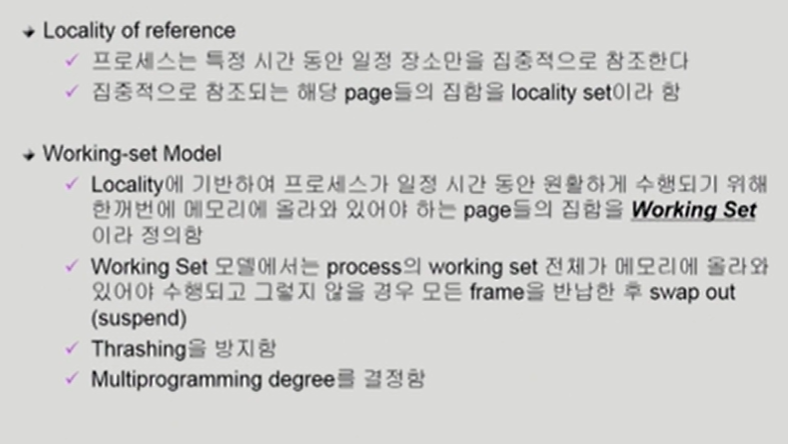 Locality of reference
프로세스는 특정 시간 동안 일정 장소만을 집중적으로 참조한다
집중적으로 참조되는 해당 page들의 집합을 locality set이라 함
Working-set Model
Locality에 기반하여 프로세스가 일정 시간 동안 원활하게 수행되기 위해
한꺼번에 메모리에 올라와 있어야 하는 page들의 집합을 Working Set
이라 정의함
Working Set 모델에서는 process의 working set 전체가 메모리에 올라와
있어야 수행되고 그렇지 않을 경우 모든 frame을 반납한 후 swap out
(suspend)
Thrashing을 방지함
Multiprogramming degree를 결정함